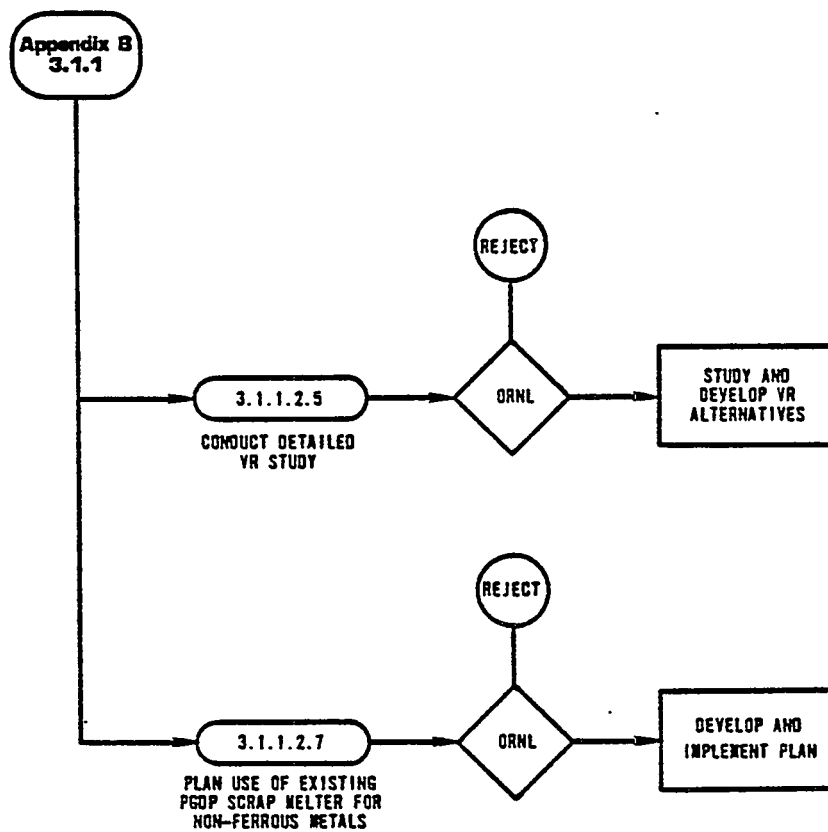 Appendix B
3.1.1
REJECT
3.1.1.2.5
ORNL
STUDY AND
DEVELOP VR
ALTERNATIVES
CONDUCT DETAILED
VR STUDY
REJECT
3.1.1.2.7
ORNL
DEVELOP AND
IMPLEMENT PLAN
PLAN USE OF EXISTING
PGDP SCRAP MELTER FOR
NON-FERROUS METALS